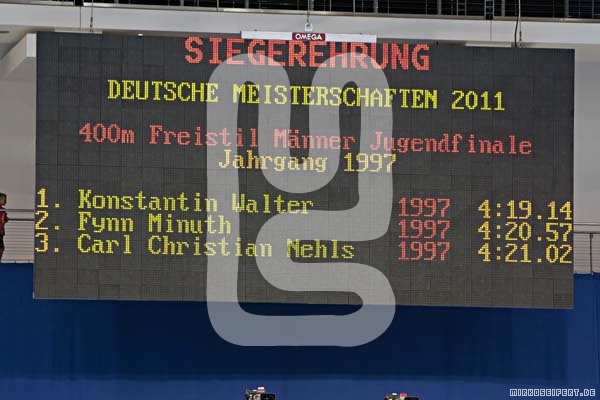 OMEGA
SIEGEREHRUNG
DEUTSCHE MEISTERSCHAFTEN 2011
400m Freistil Männer Jugendfinale
Jahrgang 1997
1. Konstantin Walter 1997 4:19.14
2. Fynn Minuth 1997 4:20.57
3. Carl Christian Nehls 1997 4:21.02
MIRKOSEIFERT.DE